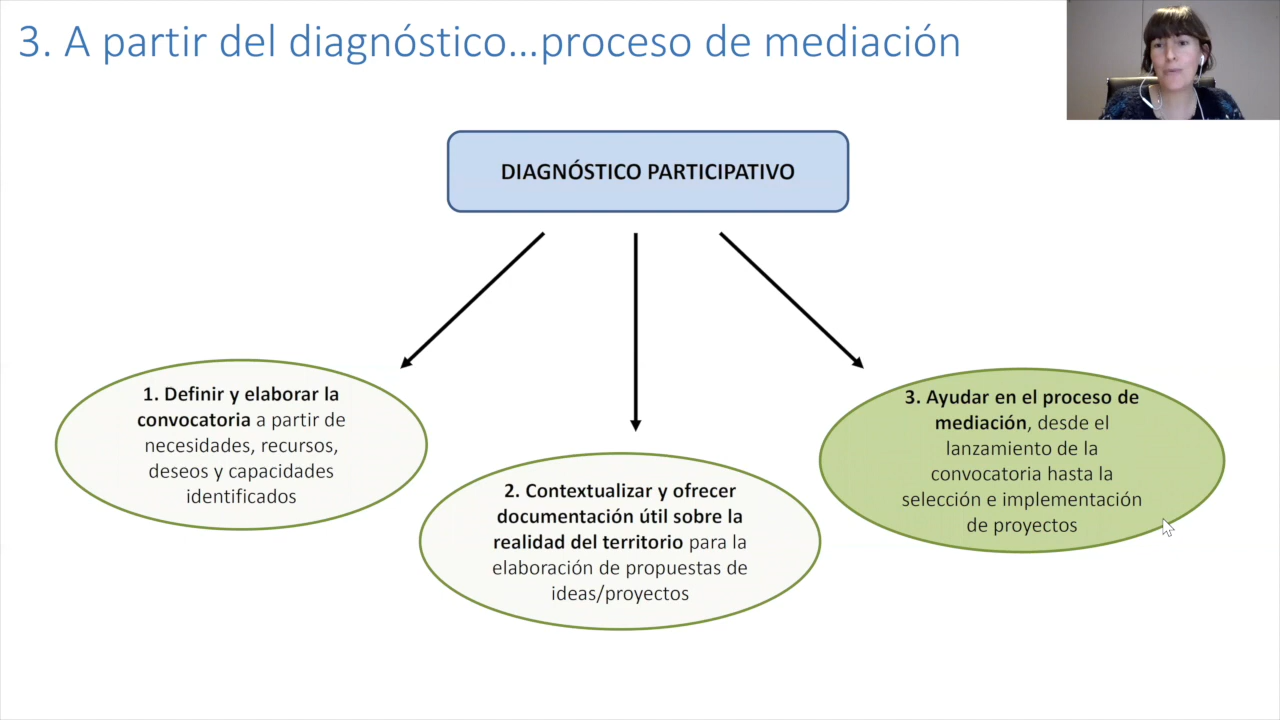 3. A partir del diagnóstico...proceso de mediación
DIAGNÓSTICO PARTICIPATIVO
1. Definir y elaborar la
convocatoria a partir de
necesidades, recursos,
deseos y capacidades
identificados
2. Contextualizar y ofrecer
documentación útil sobre la
realidad del territorio para la
elaboración de propuestas de
ideas/proyectos
3. Ayudar en el proceso de
mediación, desde el
lanzamiento de la
convocatoria hasta la
selección e implementación
de proyectos